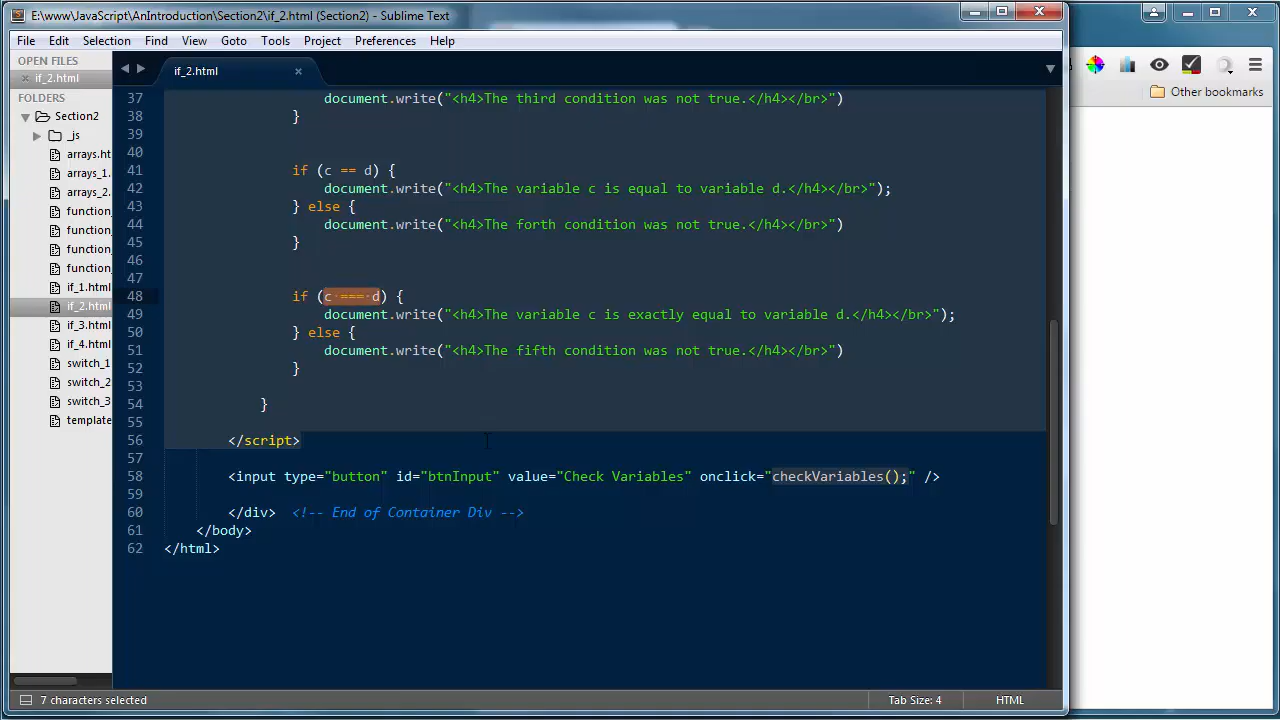 E:\www\JavaScript\AnIntroduction\Section2\if_2.html (Section2) - Sublime Text
File Edit Selection Find View Goto Tools Project Preferences Help
OPEN FILES
if_2.html
FOLDERS
Section2
_js
arrays.ht
arrays_1.
arrays_2.
function_
function_
function_
function_
if_1.html
if_2.html
if_3.html
if_4.html
switch_1
switch_2
switch_3
template
if_2.html
37 document.write("<h4>The third condition was not true.</h4></br>")
38 }
39
40
41 if (c == d) {
42 document.write("<h4>The variable c is equal to variable d.</h4></br>");
43 } else {
44 document.write("<h4>The forth condition was not true.</h4></br>")
45 }
46
47
48 if (c === d) {
49 document.write("<h4>The variable c is exactly equal to variable d.</h4></br>");
50 } else {
51 document.write("<h4>The fifth condition was not true.</h4></br>")
52 }
53
54 }
55
56 </script>
57
58 <input type="button" id="btnInput" value="Check Variables" onclick="checkVariables();" />
59
60 </div> <!-- End of Container Div -->
61 </body>
62 </html>
7 characters selected
Tab Size: 4
HTML
Other bookmarks